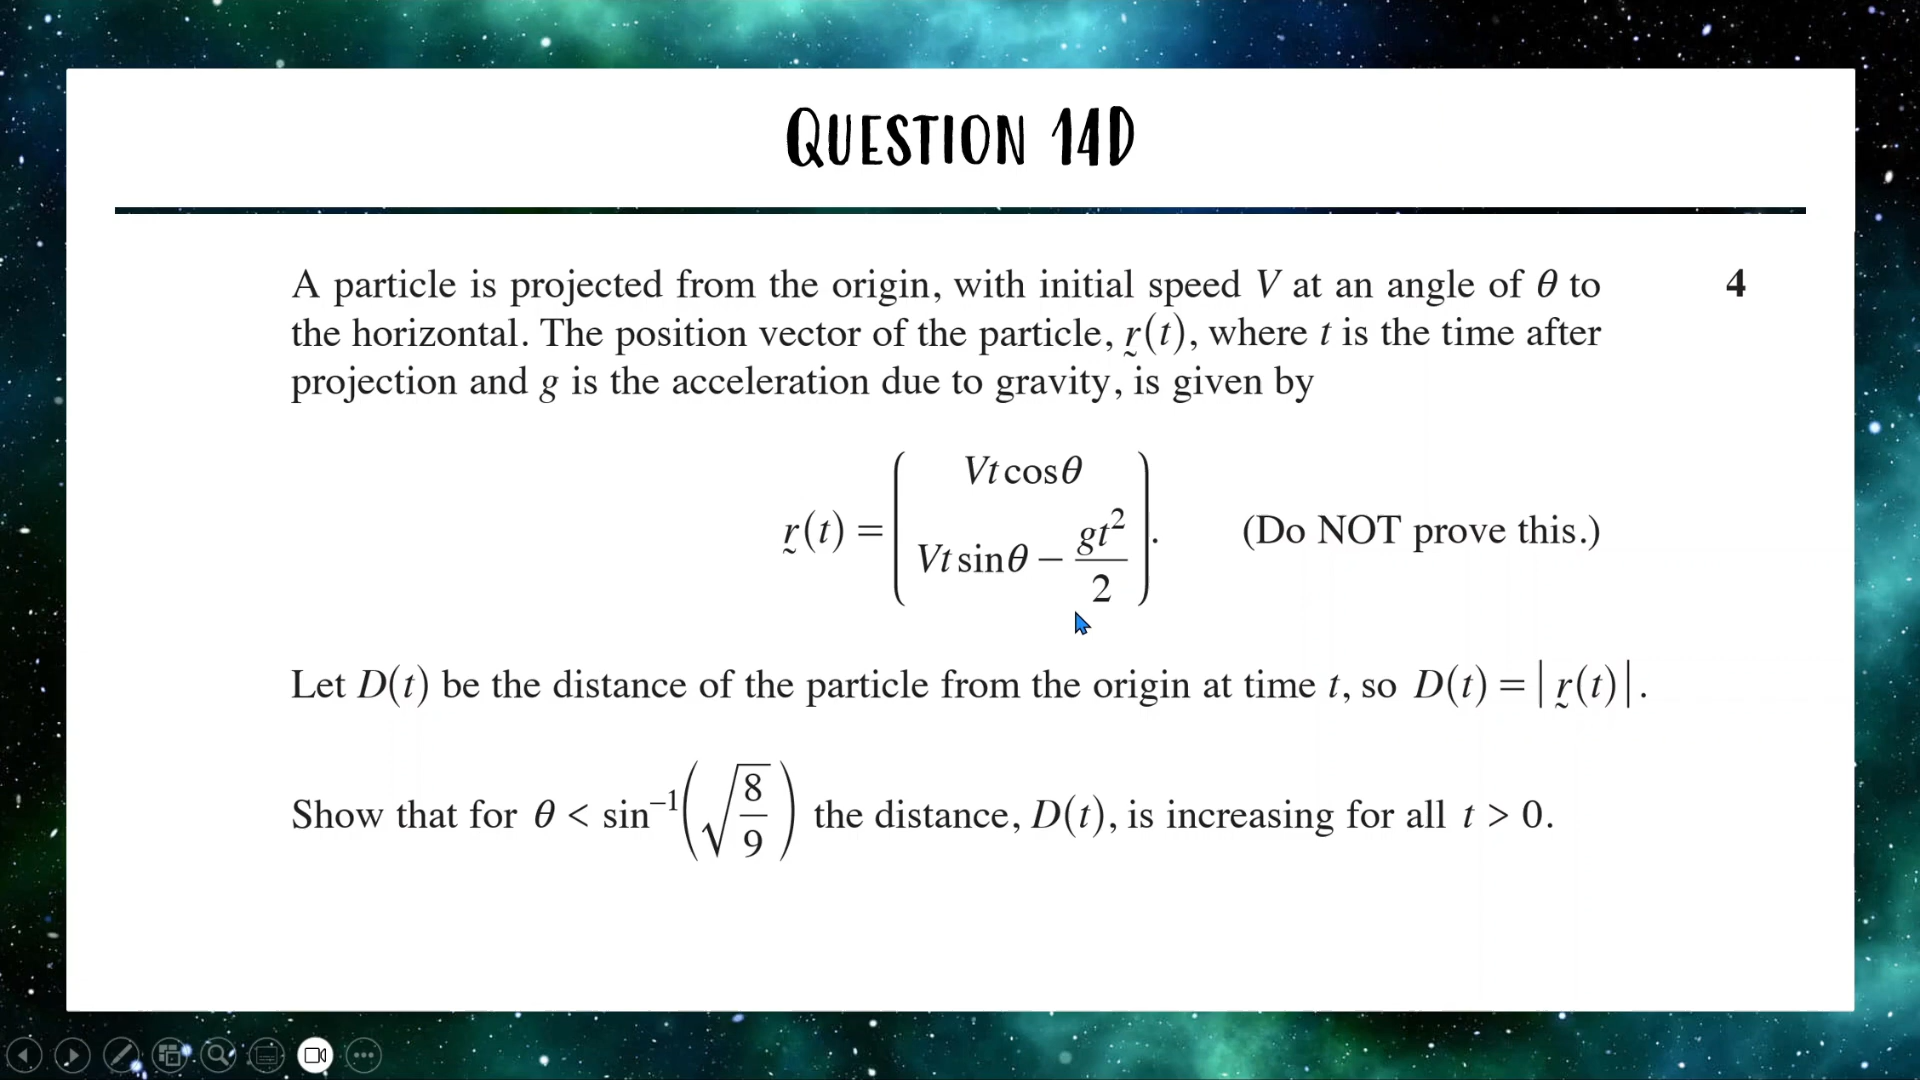 QUESTION 14D
A particle is projected from the origin, with initial speed V at an angle of θ to 4
the horizontal. The position vector of the particle, r̰(t), where t is the time after
projection and g is the acceleration due to gravity, is given by
r̰(t) = ( Vt cosθ
Vt sinθ − gt²/2 ). (Do NOT prove this.)
Let D(t) be the distance of the particle from the origin at time t, so D(t) = | r̰(t)|.
Show that for θ < sin⁻¹(√(8/9)) the distance, D(t), is increasing for all t > 0.